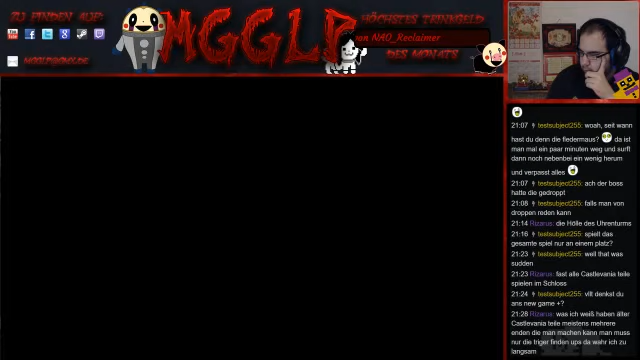 ZU FINDEN AUF:
MGGLP
HÖCHSTES TRINKGELD
van NAO_Reclaimer
DES MONATS
21:07 testsubject255: woah, seit wann
hast du denn die fledermaus? da ist
man mal ein paar minuten weg und surft
dann noch nebenbei ein wenig herum
und verpasst alles
21:07 testsubject255: ach der boss
hatte die gedroppt
21:08 testsubject255: falls man von
droppen reden kann
21:14 Rizarus: die Hölle des Uhrenturms
21:16 testsubject255: spielt das
gesamte spiel nur an einem platz?
21:23 testsubject255: well that was
sudden
21:23 Rizarus: fast alle Castlevania teile
spielen im Schloss
21:24 testsubject255: vllt denkst du
ans new game +?
21:28 Rizarus: was ich weiß haben älter
Castlevania teile meistens mehrere
enden die man machen kann man muss
nur die triger finden upx da wahr ich zu
langsam